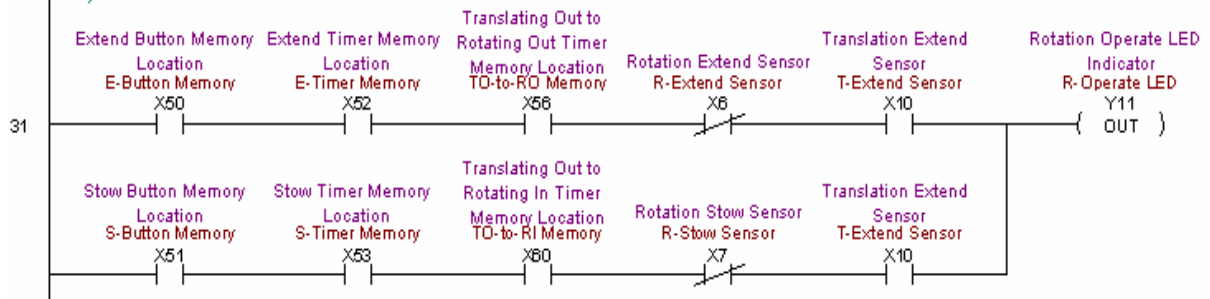 Extend Button Memory Location
E-Button Memory
X50
Extend Timer Memory Location
E-Timer Memory
X52
Translating Out to
Rotating Out Timer
Memory Location
TO-to-RO Memory
X56
Rotation Extend Sensor
R-Extend Sensor
X6
Translation Extend
Sensor
T-Extend Sensor
X10
Rotation Operate LED
Indicator
R-Operate LED
Y11
OUT
31
Stow Button Memory
Location
S-Button Memory
X51
Stow Timer Memory
Location
S-Timer Memory
X53
Translating Out to
Rotating In Timer
Memory Location
TO-to-RI Memory
X60
Rotation Stow Sensor
R-Stow Sensor
X7
Translation Extend
Sensor
T-Extend Sensor
X10